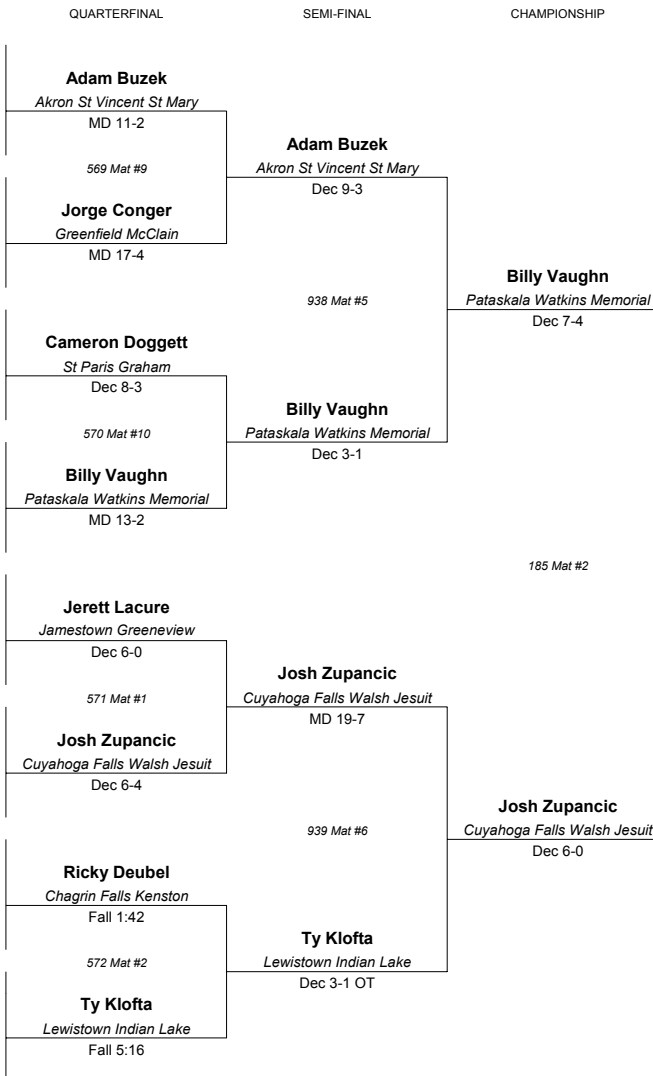 QUARTERFINAL SEMI-FINAL CHAMPIONSHIP
Adam Buzek
Akron St Vincent St Mary
MD 11-2
569 Mat #9
Jorge Conger
Greenfield McClain
MD 17-4
Adam Buzek
Akron St Vincent St Mary
Dec 9-3
938 Mat #5
Cameron Doggett
St Paris Graham
Dec 8-3
570 Mat #10
Billy Vaughn
Pataskala Watkins Memorial
MD 13-2
Billy Vaughn
Pataskala Watkins Memorial
Dec 3-1
Billy Vaughn
Pataskala Watkins Memorial
Dec 7-4
185 Mat #2
Jerett Lacure
Jamestown Greeneview
Dec 6-0
571 Mat #1
Josh Zupancic
Cuyahoga Falls Walsh Jesuit
Dec 6-4
Josh Zupancic
Cuyahoga Falls Walsh Jesuit
MD 19-7
939 Mat #6
Ricky Deubel
Chagrin Falls Kenston
Fall 1:42
572 Mat #2
Ty Klofta
Lewistown Indian Lake
Fall 5:16
Ty Klofta
Lewistown Indian Lake
Dec 3-1 OT
Josh Zupancic
Cuyahoga Falls Walsh Jesuit
Dec 6-0